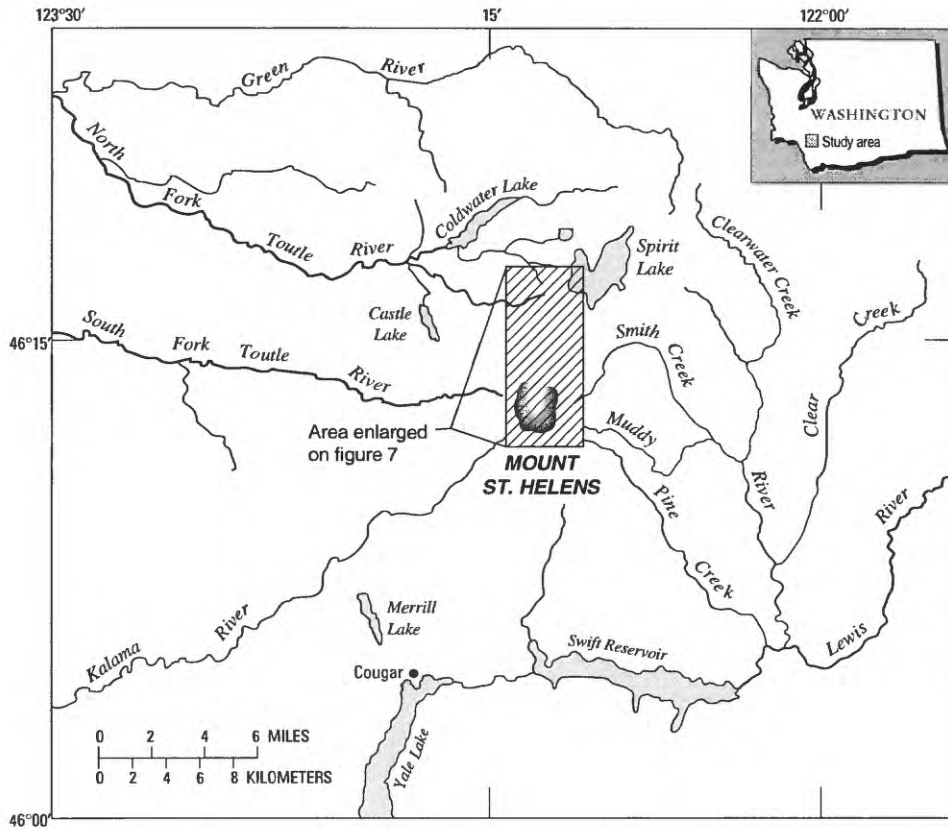 123°30'
15'
122°00'
Green River
WASHINGTON
Study area
North Fork Toutle River
Coldwater Lake
Spirit
Lake
Clearwater Creek
Castle
Lake
46°15'
South Fork Toutle River
Smith Creek
Clear Creek
Area enlarged
on figure 7
Muddy River
MOUNT
ST. HELENS
Pine Creek
Lewis River
Kalama River
Merrill
Lake
Swift Reservoir
Cougar
Yale Lake
0 2 4 6 MILES
0 2 4 6 8 KILOMETERS
46°00'